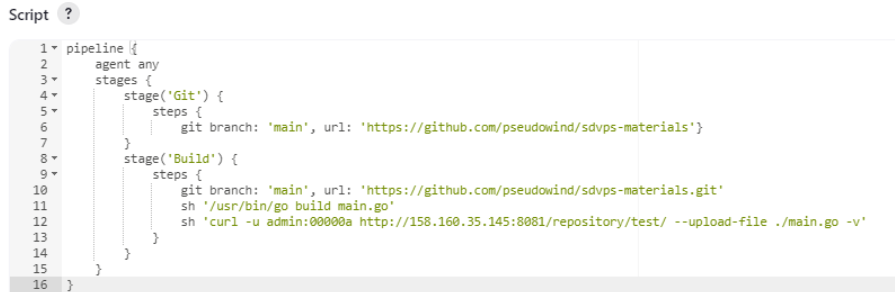 Script ?
1 pipeline {
2     agent any
3     stages {
4         stage('Git') {
5             steps {
6                 git branch: 'main', url: 'https://github.com/pseudowind/sdvps-materials'}
7         }
8         stage('Build') {
9             steps {
10                 git branch: 'main', url: 'https://github.com/pseudowind/sdvps-materials.git'
11                 sh '/usr/bin/go build main.go'
12                 sh 'curl -u admin:00000a http://158.160.35.145:8081/repository/test/ --upload-file ./main.go -v'
13             }
14         }
15     }
16 }